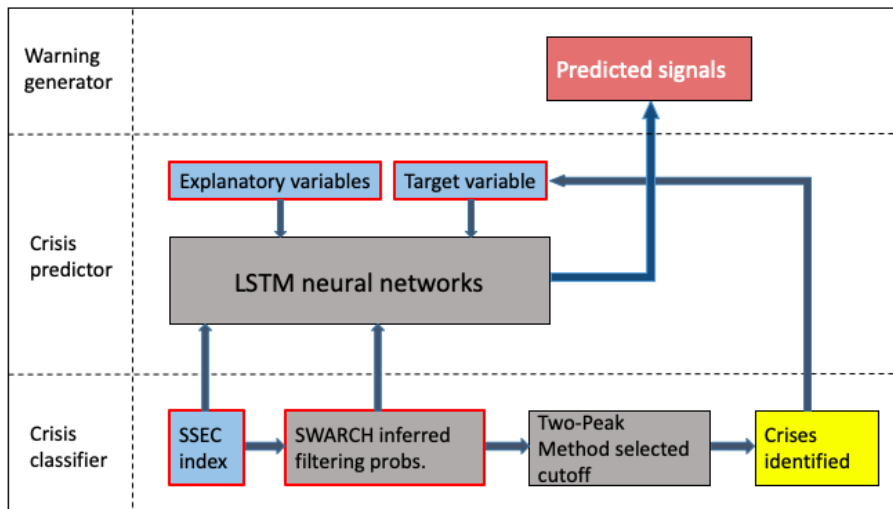 Warning
generator
Predicted signals
Explanatory variables
Target variable
Crisis
predictor
LSTM neural networks
Crisis
classifier
SSEC
index
SWARCH inferred
filtering probs.
Two-Peak
Method selected
cutoff
Crises
identified